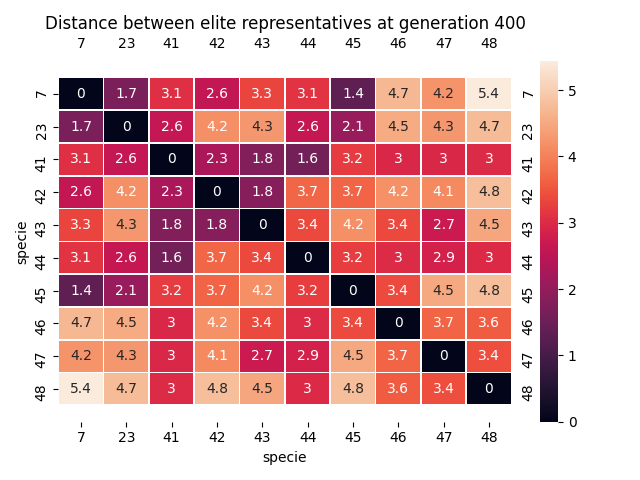 Distance between elite representatives at generation 400
7 23 41 42 43 44 45 46 47 48
7 0 1.7 3.1 2.6 3.3 3.1 1.4 4.7 4.2 5.4 7
23 1.7 0 2.6 4.2 4.3 2.6 2.1 4.5 4.3 4.7 23
41 3.1 2.6 0 2.3 1.8 1.6 3.2 3 3 3 41
42 2.6 4.2 2.3 0 1.8 3.7 3.7 4.2 4.1 4.8 42
43 3.3 4.3 1.8 1.8 0 3.4 4.2 3.4 2.7 4.5 43
44 3.1 2.6 1.6 3.7 3.4 0 3.2 3 2.9 3 44
45 1.4 2.1 3.2 3.7 4.2 3.2 0 3.4 4.5 4.8 45
46 4.7 4.5 3 4.2 3.4 3 3.4 0 3.7 3.6 46
47 4.2 4.3 3 4.1 2.7 2.9 4.5 3.7 0 3.4 47
48 5.4 4.7 3 4.8 4.5 3 4.8 3.6 3.4 0 48
7 23 41 42 43 44 45 46 47 48
specie
specie
5
4
3
2
1
0